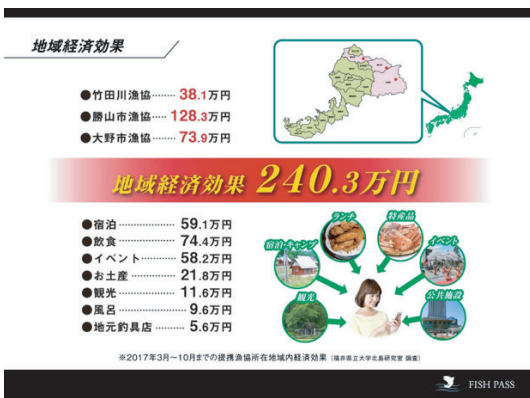 地域経済効果
●竹田川漁協……… 38.1万円
●勝山市漁協…… 128.3万円
●大野市漁協……… 73.9万円
地域経済効果 240.3万円
●宿泊………………… 59.1万円
●飲食………………… 74.4万円
●イベント…………… 58.2万円
●お土産……………… 21.8万円
●観光………………… 11.6万円
●風呂…………………… 9.6万円
●地元釣具店………… 5.6万円
ランチ
特産品
宿泊・キャンプ
イベント
観光
公共施設
※2017年3月～10月までの提携漁協所在地域内経済効果（福井県立大学北島研究室 調査）
FISH PASS